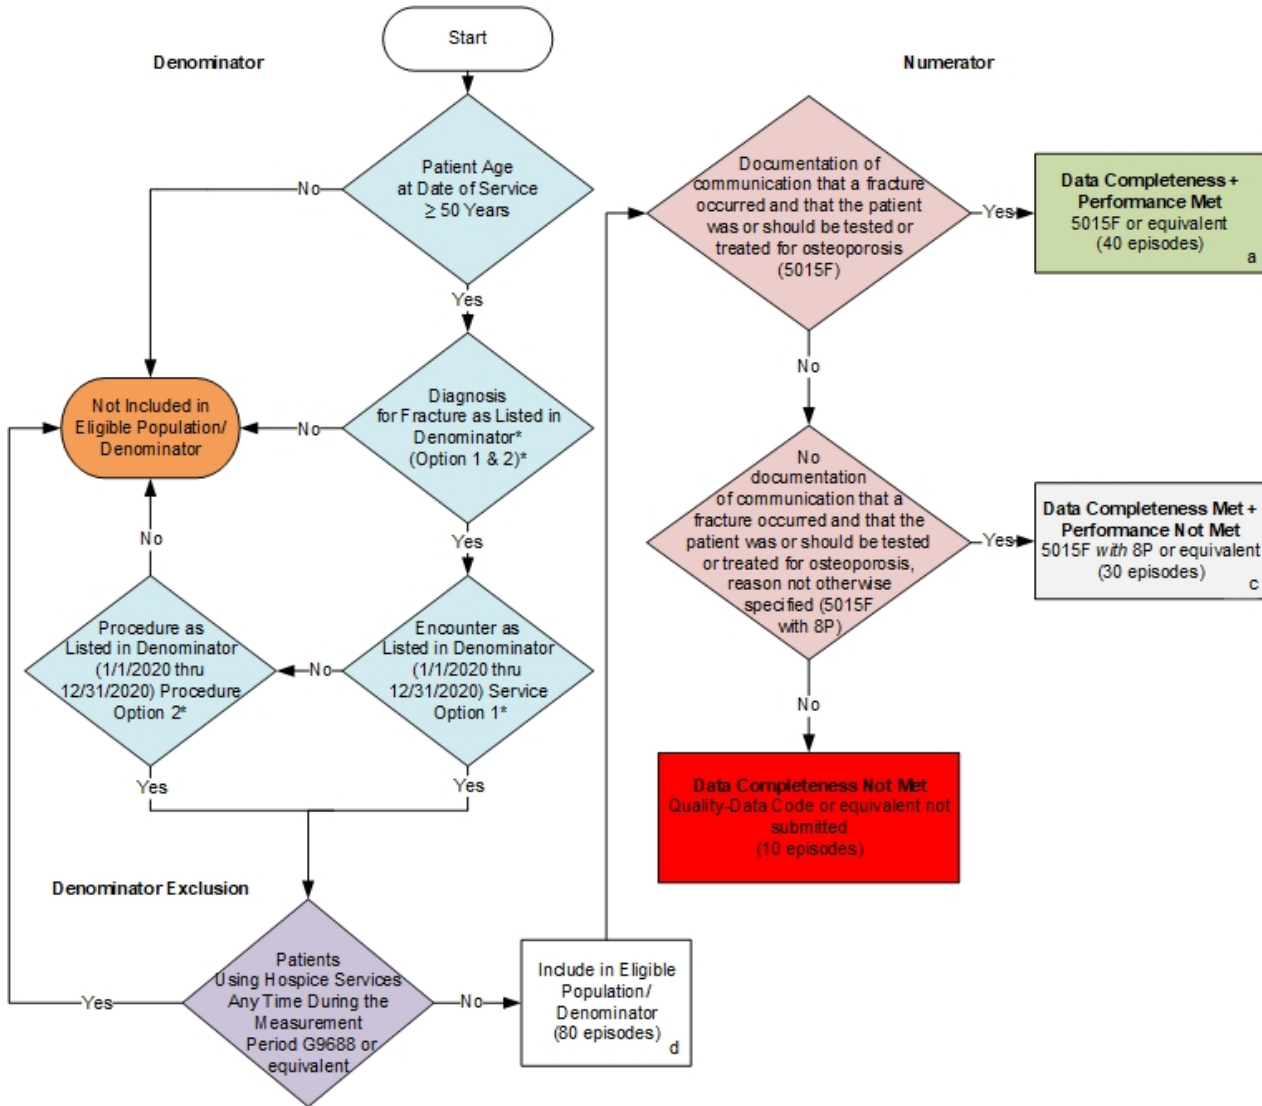 Start
Denominator
Patient Age
at Date of Service
≥ 50 Years
No
Yes
Diagnosis
for Fracture as Listed in
Denominator*
(Option 1 & 2)*
No
Not Included in
Eligible Population/
Denominator
Yes
No
Encounter as
Listed in Denominator
(1/1/2020 thru
12/31/2020) Service
Option 1*
No
Procedure as
Listed in Denominator
(1/1/2020 thru
12/31/2020) Procedure
Option 2*
Yes
Yes
Denominator Exclusion
Patients
Using Hospice Services
Any Time During the
Measurement
Period G9688 or
equivalent
Yes
No
Include in Eligible
Population/
Denominator
(80 episodes)
d
Numerator
Documentation of
communication that a fracture
occurred and that the patient
was or should be tested or
treated for osteoporosis
(5015F)
Yes
Data Completeness +
Performance Met
5015F or equivalent
(40 episodes)
a
No
No
documentation
of communication that a
fracture occurred and that the
patient was or should be tested
or treated for osteoporosis,
reason not otherwise
specified (5015F
with 8P)
Yes
Data Completeness Met +
Performance Not Met
5015F with 8P or equivalent
(30 episodes)
c
No
Data Completeness Not Met
Quality-Data Code or equivalent not
submitted
(10 episodes)